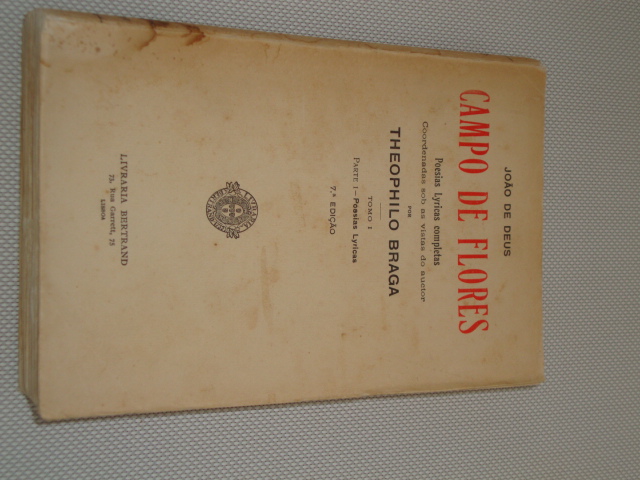 JOÃO DE DEUS
CAMPO DE FLORES
Poesias Lyricas completas
Coordenadas sob as vistas do auctor
POR
THEOPHILO BRAGA
TOMO I
PARTE I — Poesias Lyricas
7.ª EDIÇÃO
LIVRARIA BERTRAND
73, Rua Garrett, 75
LISBOA